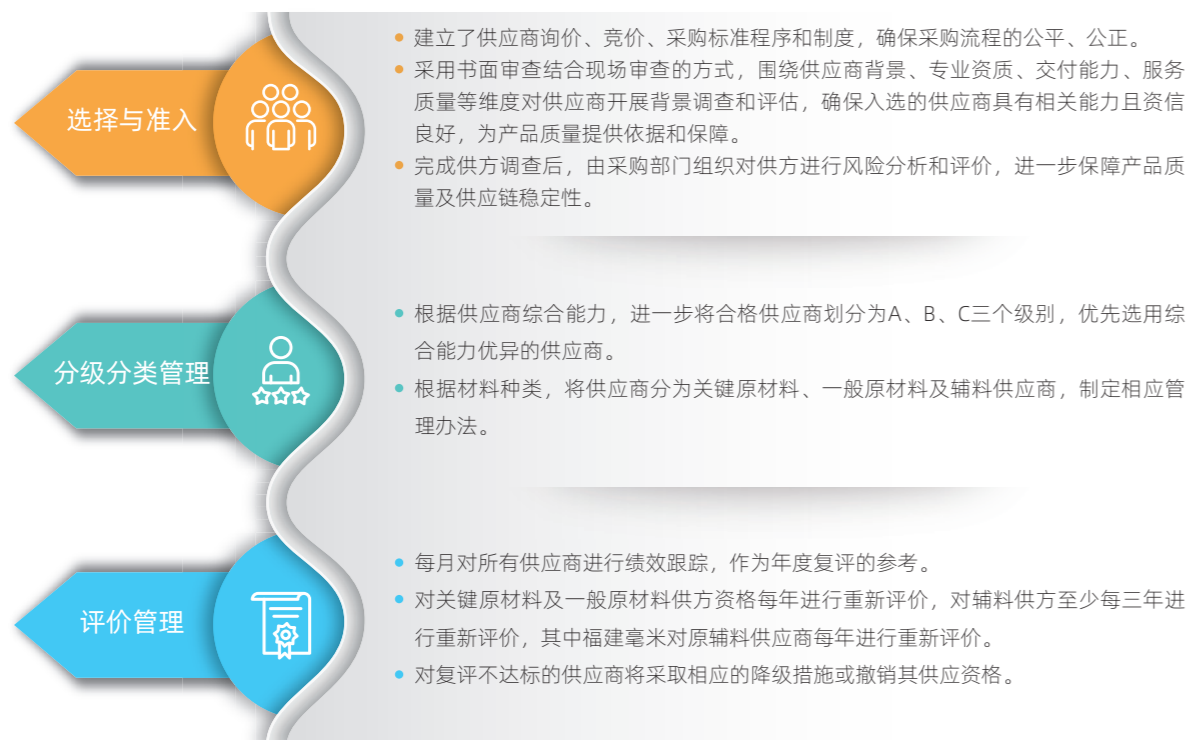 选择与准入
• 建立了供应商询价、竞价、采购标准程序和制度，确保采购流程的公平、公正。
• 采用书面审查结合现场审查的方式，围绕供应商背景、专业资质、交付能力、服务
质量等维度对供应商开展背景调查和评估，确保入选的供应商具有相关能力且资信
良好，为产品质量提供依据和保障。
• 完成供方调查后，由采购部门组织对供方进行风险分析和评价，进一步保障产品质
量及供应链稳定性。
分级分类管理
• 根据供应商综合能力，进一步将合格供应商划分为A、B、C三个级别，优先选用综
合能力优异的供应商。
• 根据材料种类，将供应商分为关键原材料、一般原材料及辅料供应商，制定相应管
理办法。
评价管理
• 每月对所有供应商进行绩效跟踪，作为年度复评的参考。
• 对关键原材料及一般原材料供方资格每年进行重新评价，对辅料供方至少每三年进
行重新评价，其中福建毫米对原辅料供应商每年进行重新评价。
• 对复评不达标的供应商将采取相应的降级措施或撤销其供应资格。